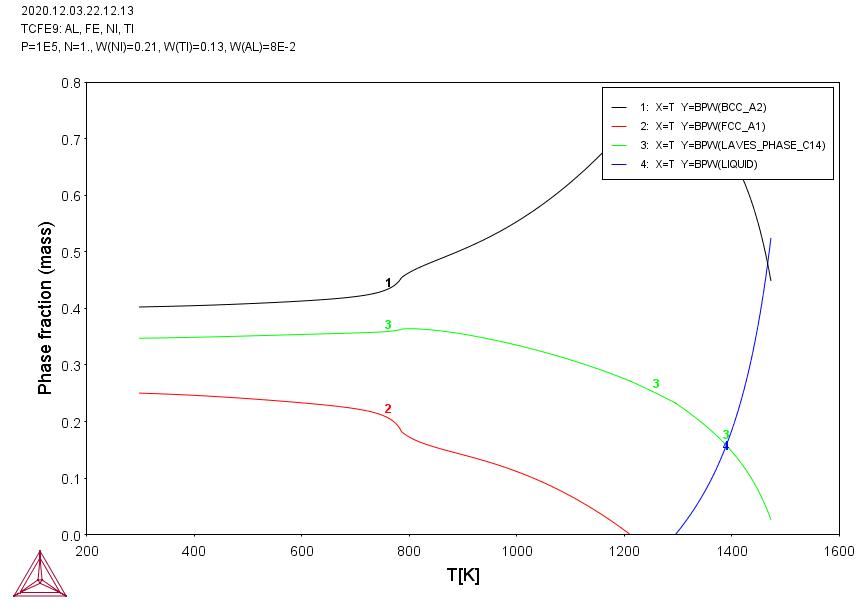 2020.12.03.22.12.13
TCFE9: AL, FE, NI, TI
P=1E5, N=1., W(NI)=0.21, W(TI)=0.13, W(AL)=8E-2
1: X=T Y=BPW(BCC_A2)
2: X=T Y=BPW(FCC_A1)
3: X=T Y=BPW(LAVES_PHASE_C14)
4: X=T Y=BPW(LIQUID)
Phase fraction (mass)
0.8
0.7
0.6
0.5
0.4
0.3
0.2
0.1
0.0
1
3
2
3
3
4
200 400 600 800 1000 1200 1400 1600
T[K]